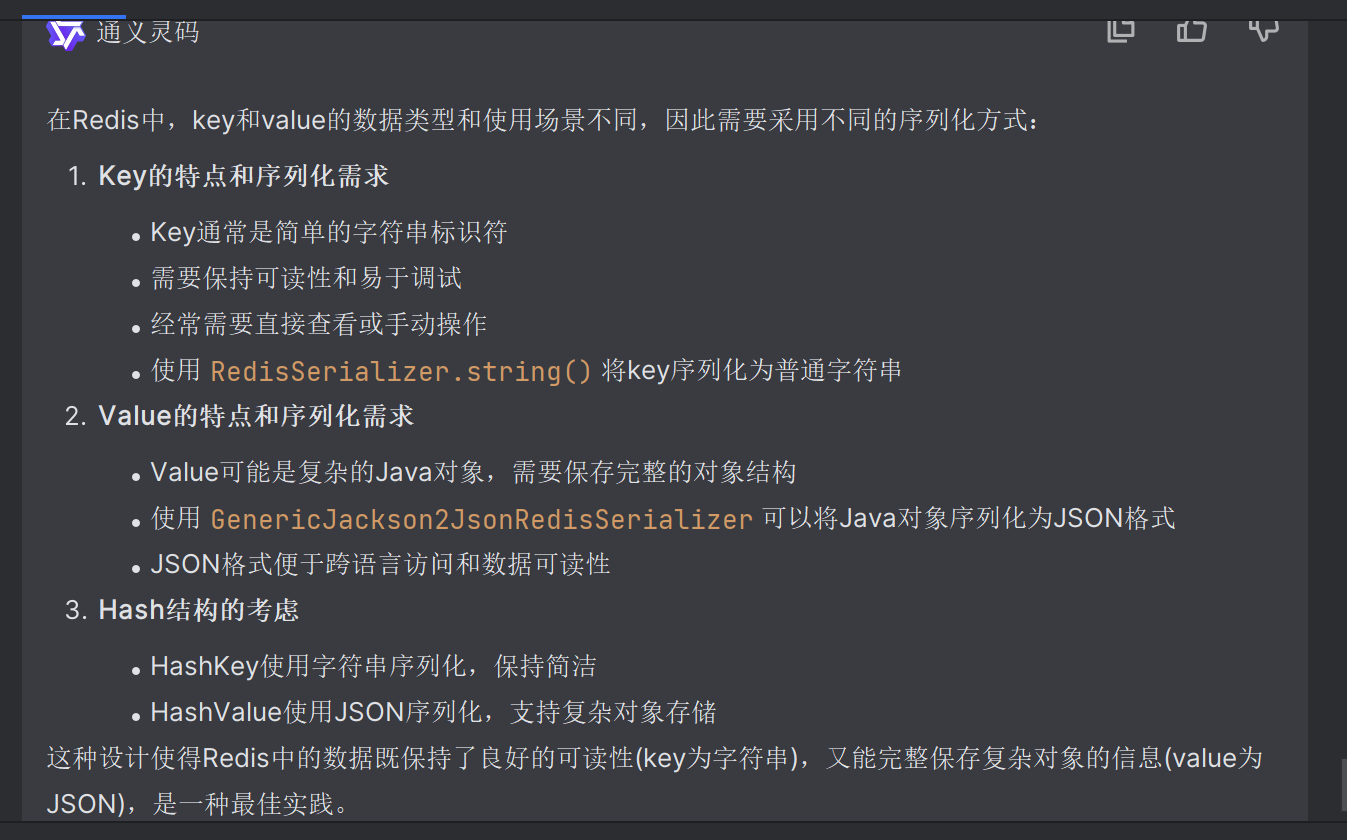 通义灵码
在Redis中，key和value的数据类型和使用场景不同，因此需要采用不同的序列化方式：
1. Key的特点和序列化需求
• Key通常是简单的字符串标识符
• 需要保持可读性和易于调试
• 经常需要直接查看或手动操作
• 使用 RedisSerializer.string() 将key序列化为普通字符串
2. Value的特点和序列化需求
• Value可能是复杂的Java对象，需要保存完整的对象结构
• 使用 GenericJackson2JsonRedisSerializer 可以将Java对象序列化为JSON格式
• JSON格式便于跨语言访问和数据可读性
3. Hash结构的考虑
• HashKey使用字符串序列化，保持简洁
• HashValue使用JSON序列化，支持复杂对象存储
这种设计使得Redis中的数据既保持了良好的可读性(key为字符串)，又能完整保存复杂对象的信息(value为
JSON)，是一种最佳实践。